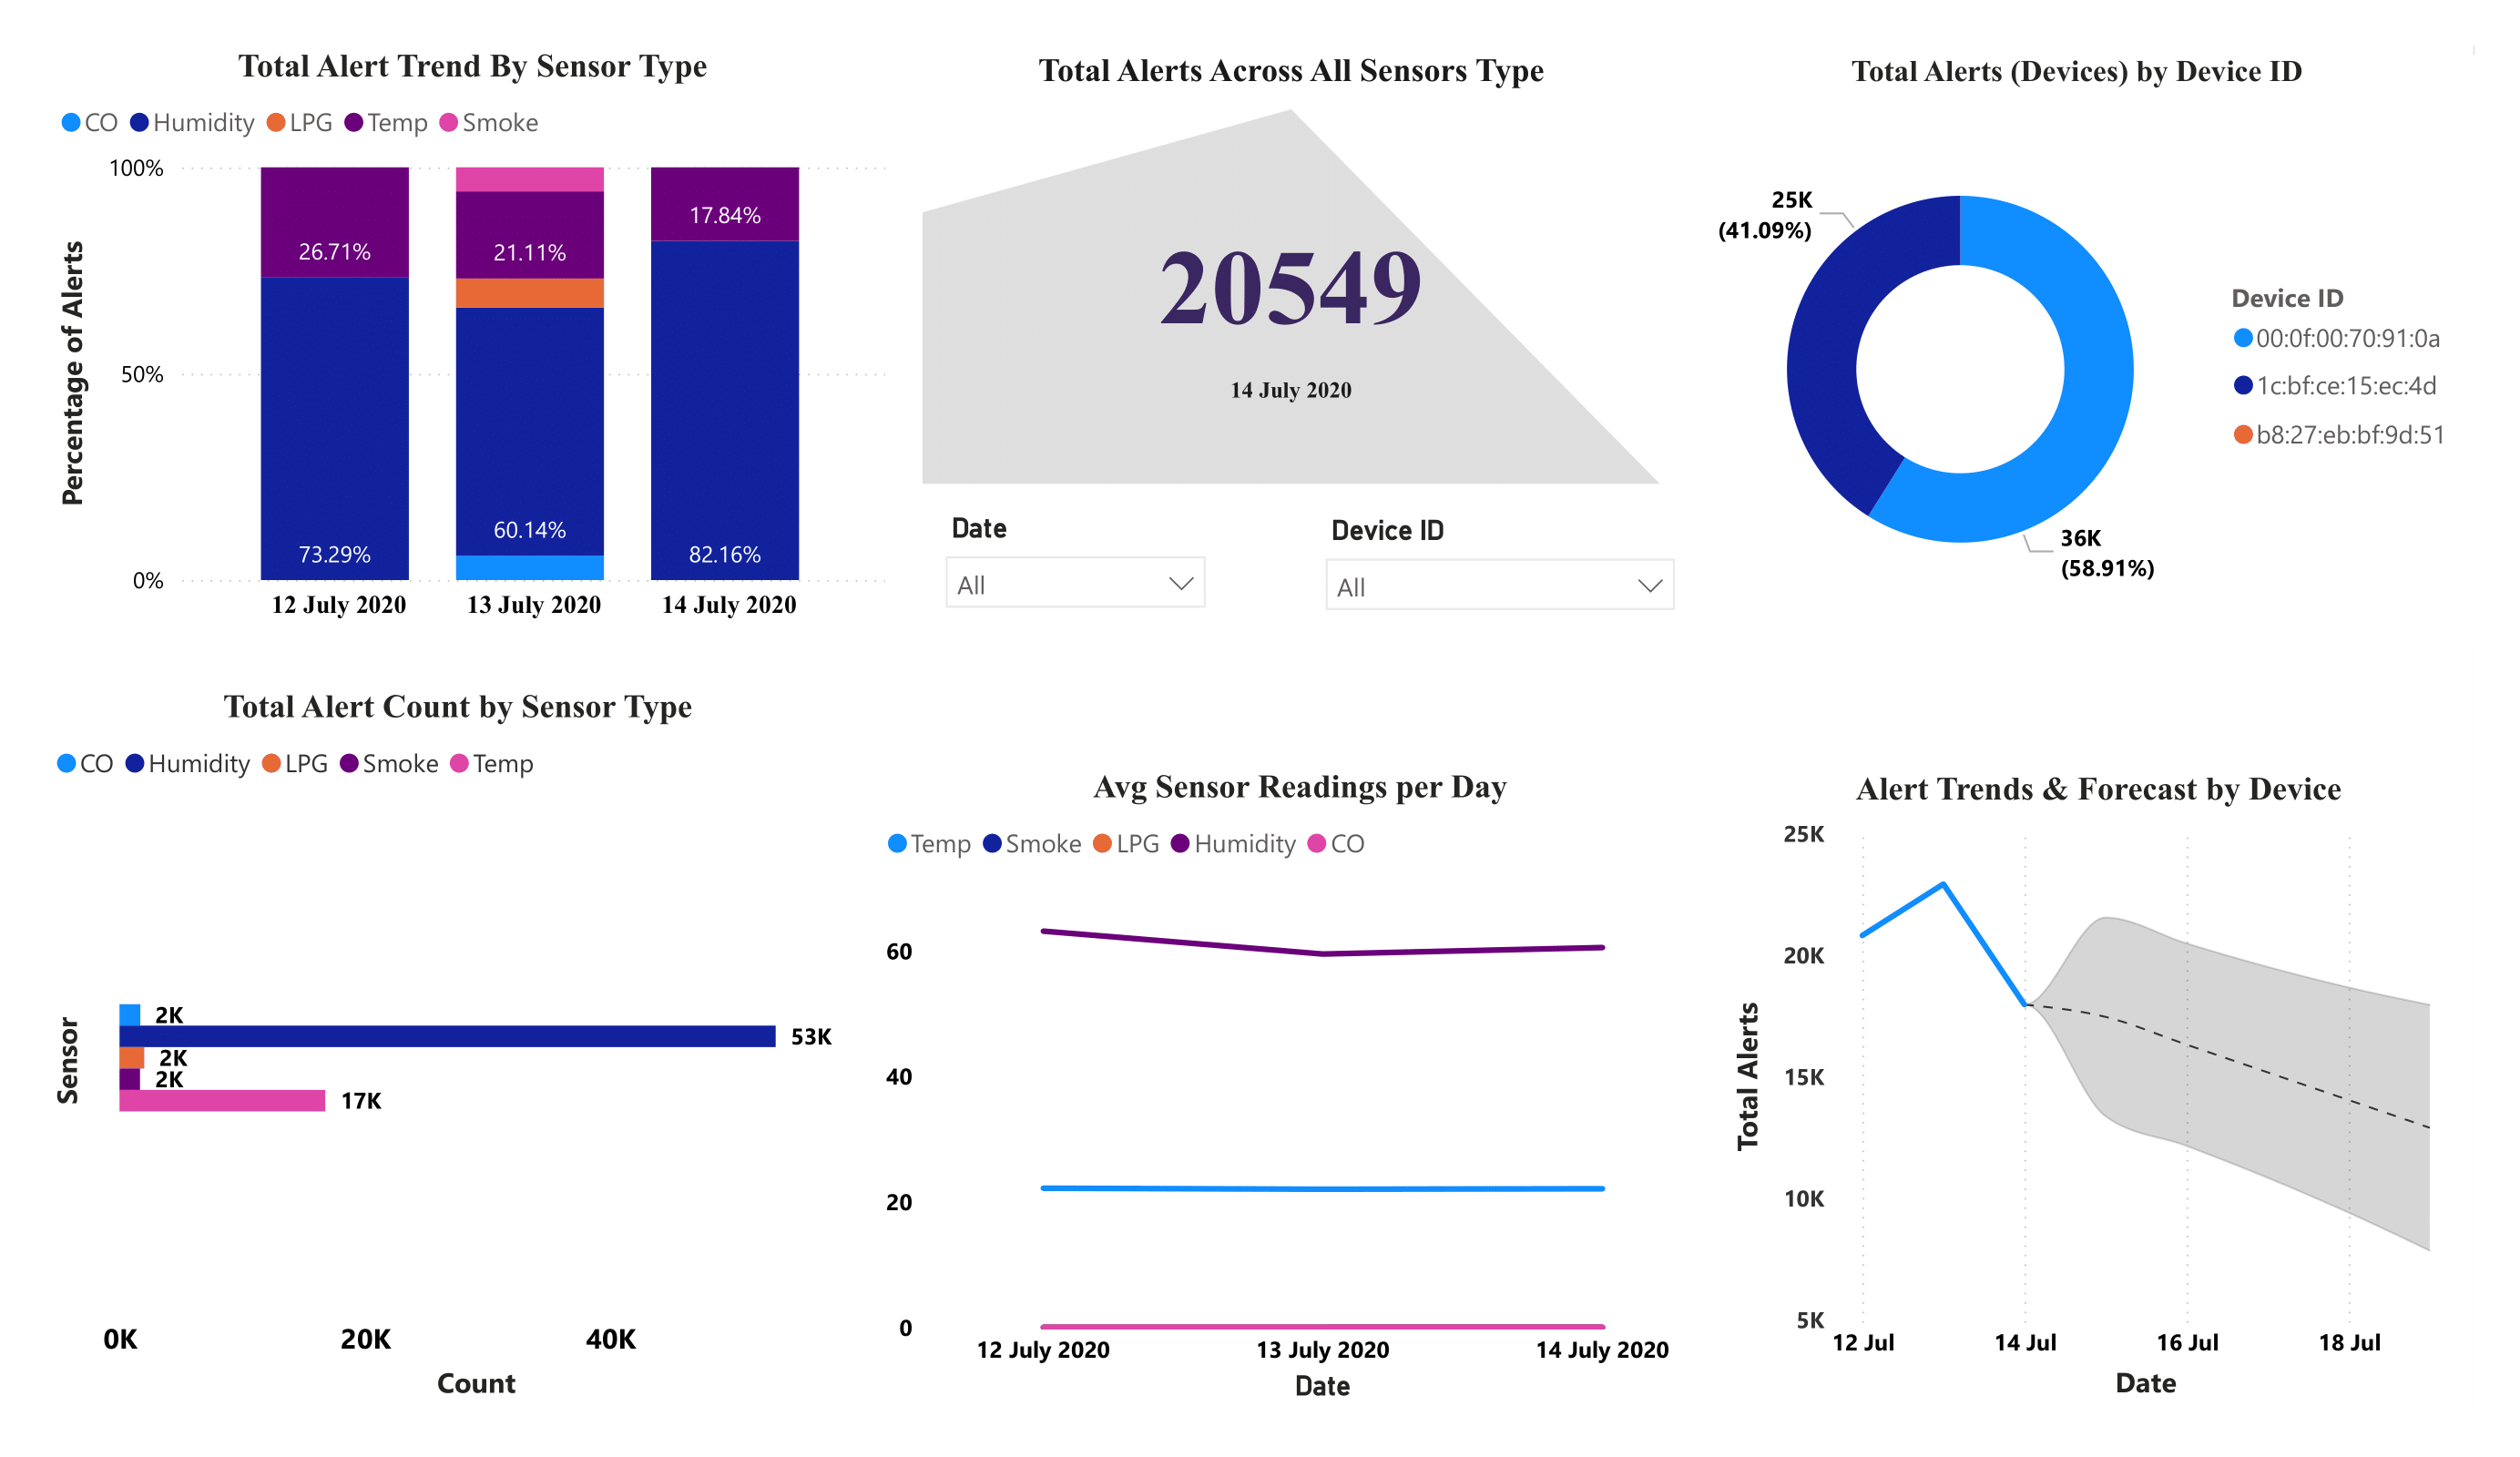 Total Alert Trend By Sensor Type
CO Humidity LPG Temp Smoke
Percentage of Alerts
100%
50%
0%
26.71%
73.29%
21.11%
60.14%
17.84%
82.16%
12 July 2020 13 July 2020 14 July 2020
Total Alerts Across All Sensors Type
20549
14 July 2020
Date
All
Device ID
All
Total Alerts (Devices) by Device ID
25K
(41.09%)
36K
(58.91%)
Device ID
00:0f:00:70:91:0a
1c:bf:ce:15:ec:4d
b8:27:eb:bf:9d:51
Total Alert Count by Sensor Type
CO Humidity LPG Smoke Temp
Sensor
2K
53K
2K
2K
17K
0K 20K 40K
Count
Avg Sensor Readings per Day
Temp Smoke LPG Humidity CO
60
40
20
0
12 July 2020 13 July 2020 14 July 2020
Date
Alert Trends & Forecast by Device
Total Alerts
25K
20K
15K
10K
5K
12 Jul 14 Jul 16 Jul 18 Jul
Date